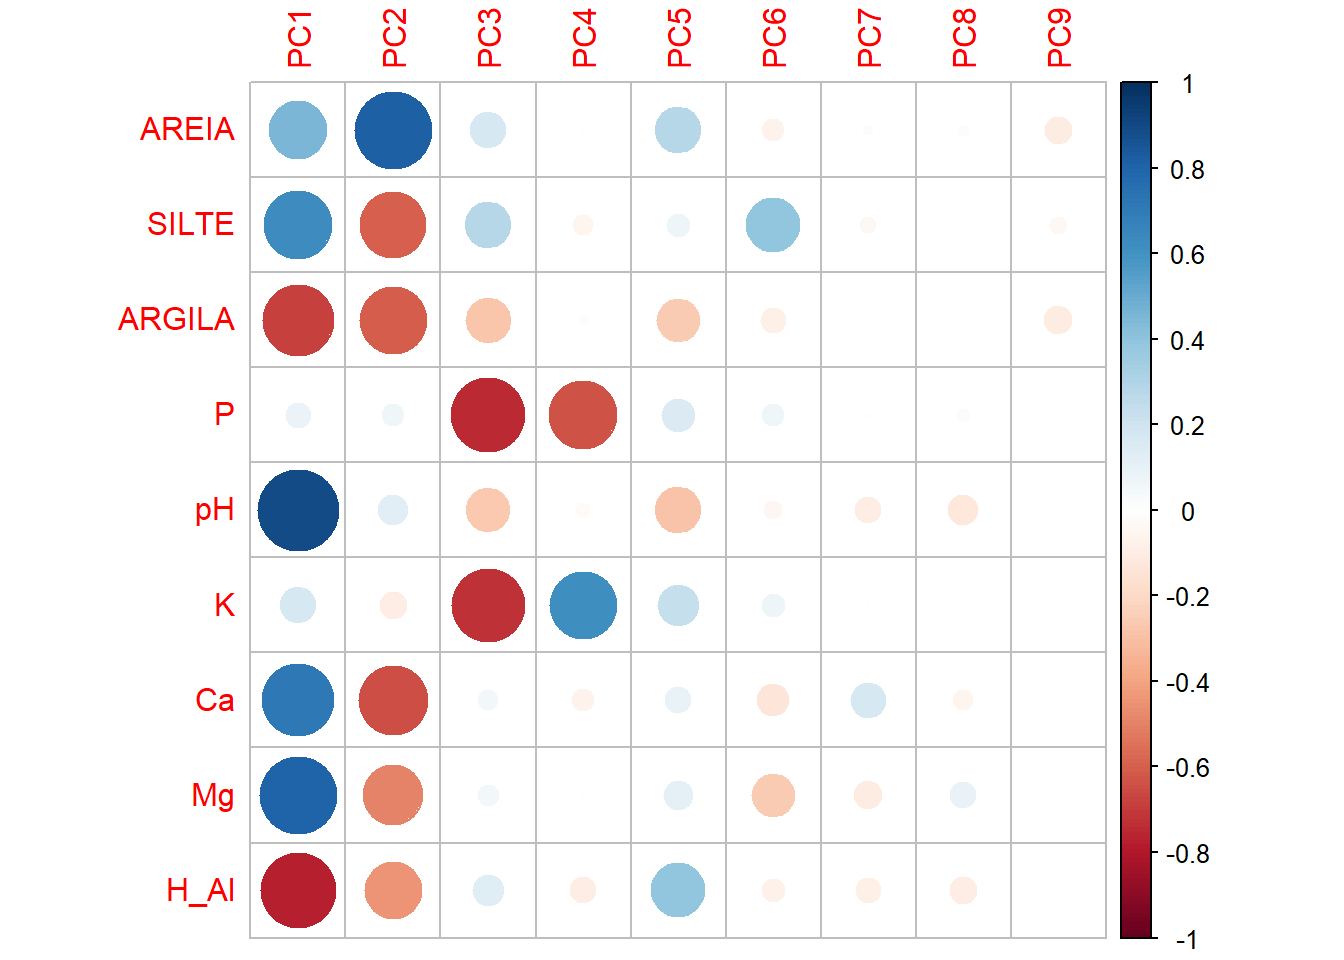 PC1 PC2 PC3 PC4 PC5 PC6 PC7 PC8 PC9
AREIA
SILTE
ARGILA
P
pH
K
Ca
Mg
H_Al
1
0.8
0.6
0.4
0.2
0
-0.2
-0.4
-0.6
-0.8
-1